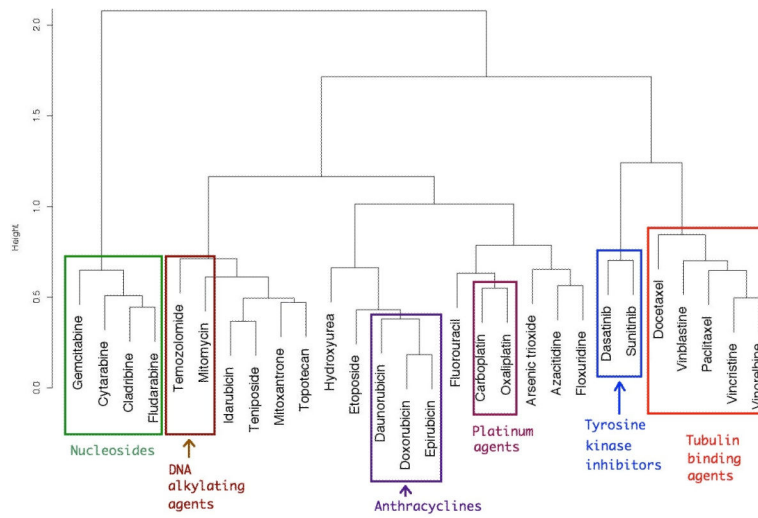 2.0
1.5
1.0
0.5
0.0
Height
Gemcitabine
Cytarabine
Cladribine
Fludarabine
Temozolomide
Mitomycin
Idarubicin
Teniposide
Mitoxantrone
Topotecan
Hydroxyurea
Etoposide
Daunorubicin
Doxorubicin
Epirubicin
Fluorouracil
Carboplatin
Oxaliplatin
Arsenic trioxide
Azacitidine
Floxuridine
Dasatinib
Sunitinib
Docetaxel
Vinblastine
Paclitaxel
Vincristine
Vinorelbine
Nucleosides
DNA
alkylating
agents
Anthracyclines
Platinum
agents
Tyrosine
kinase
inhibitors
Tubulin
binding
agents